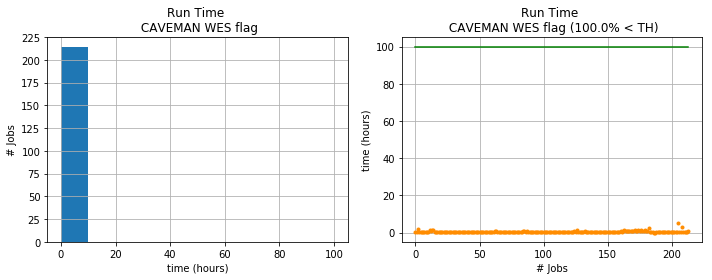 Run Time
CAVEMAN WES flag
# Jobs
225
200
175
150
125
100
75
50
25
0
0 20 40 60 80 100
time (hours)
Run Time
CAVEMAN WES flag (100.0% < TH)
time (hours)
100
80
60
40
20
0
0 50 100 150 200
# Jobs